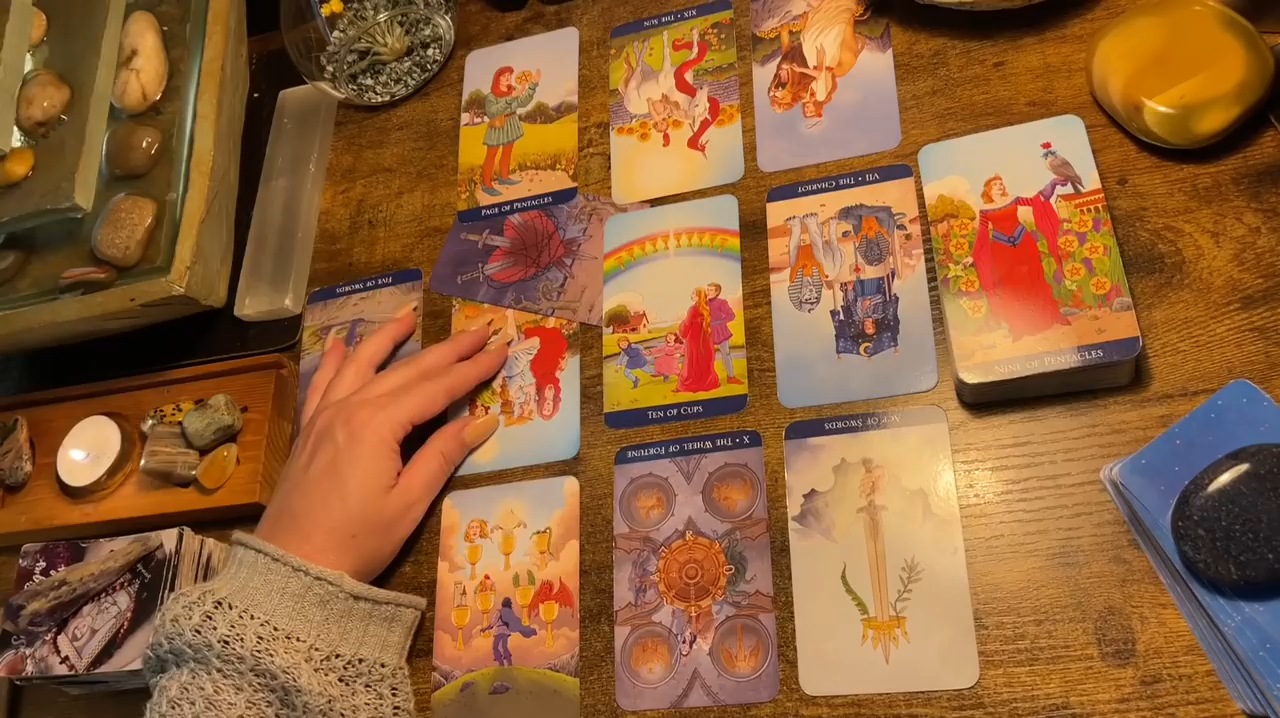 XIX • THE SUN
PAGE OF PENTACLES
VII • THE CHARIOT
FIVE OF SWORDS
NINE OF PENTACLES
TEN OF CUPS
ACE OF SWORDS
X • THE WHEEL OF FORTUNE